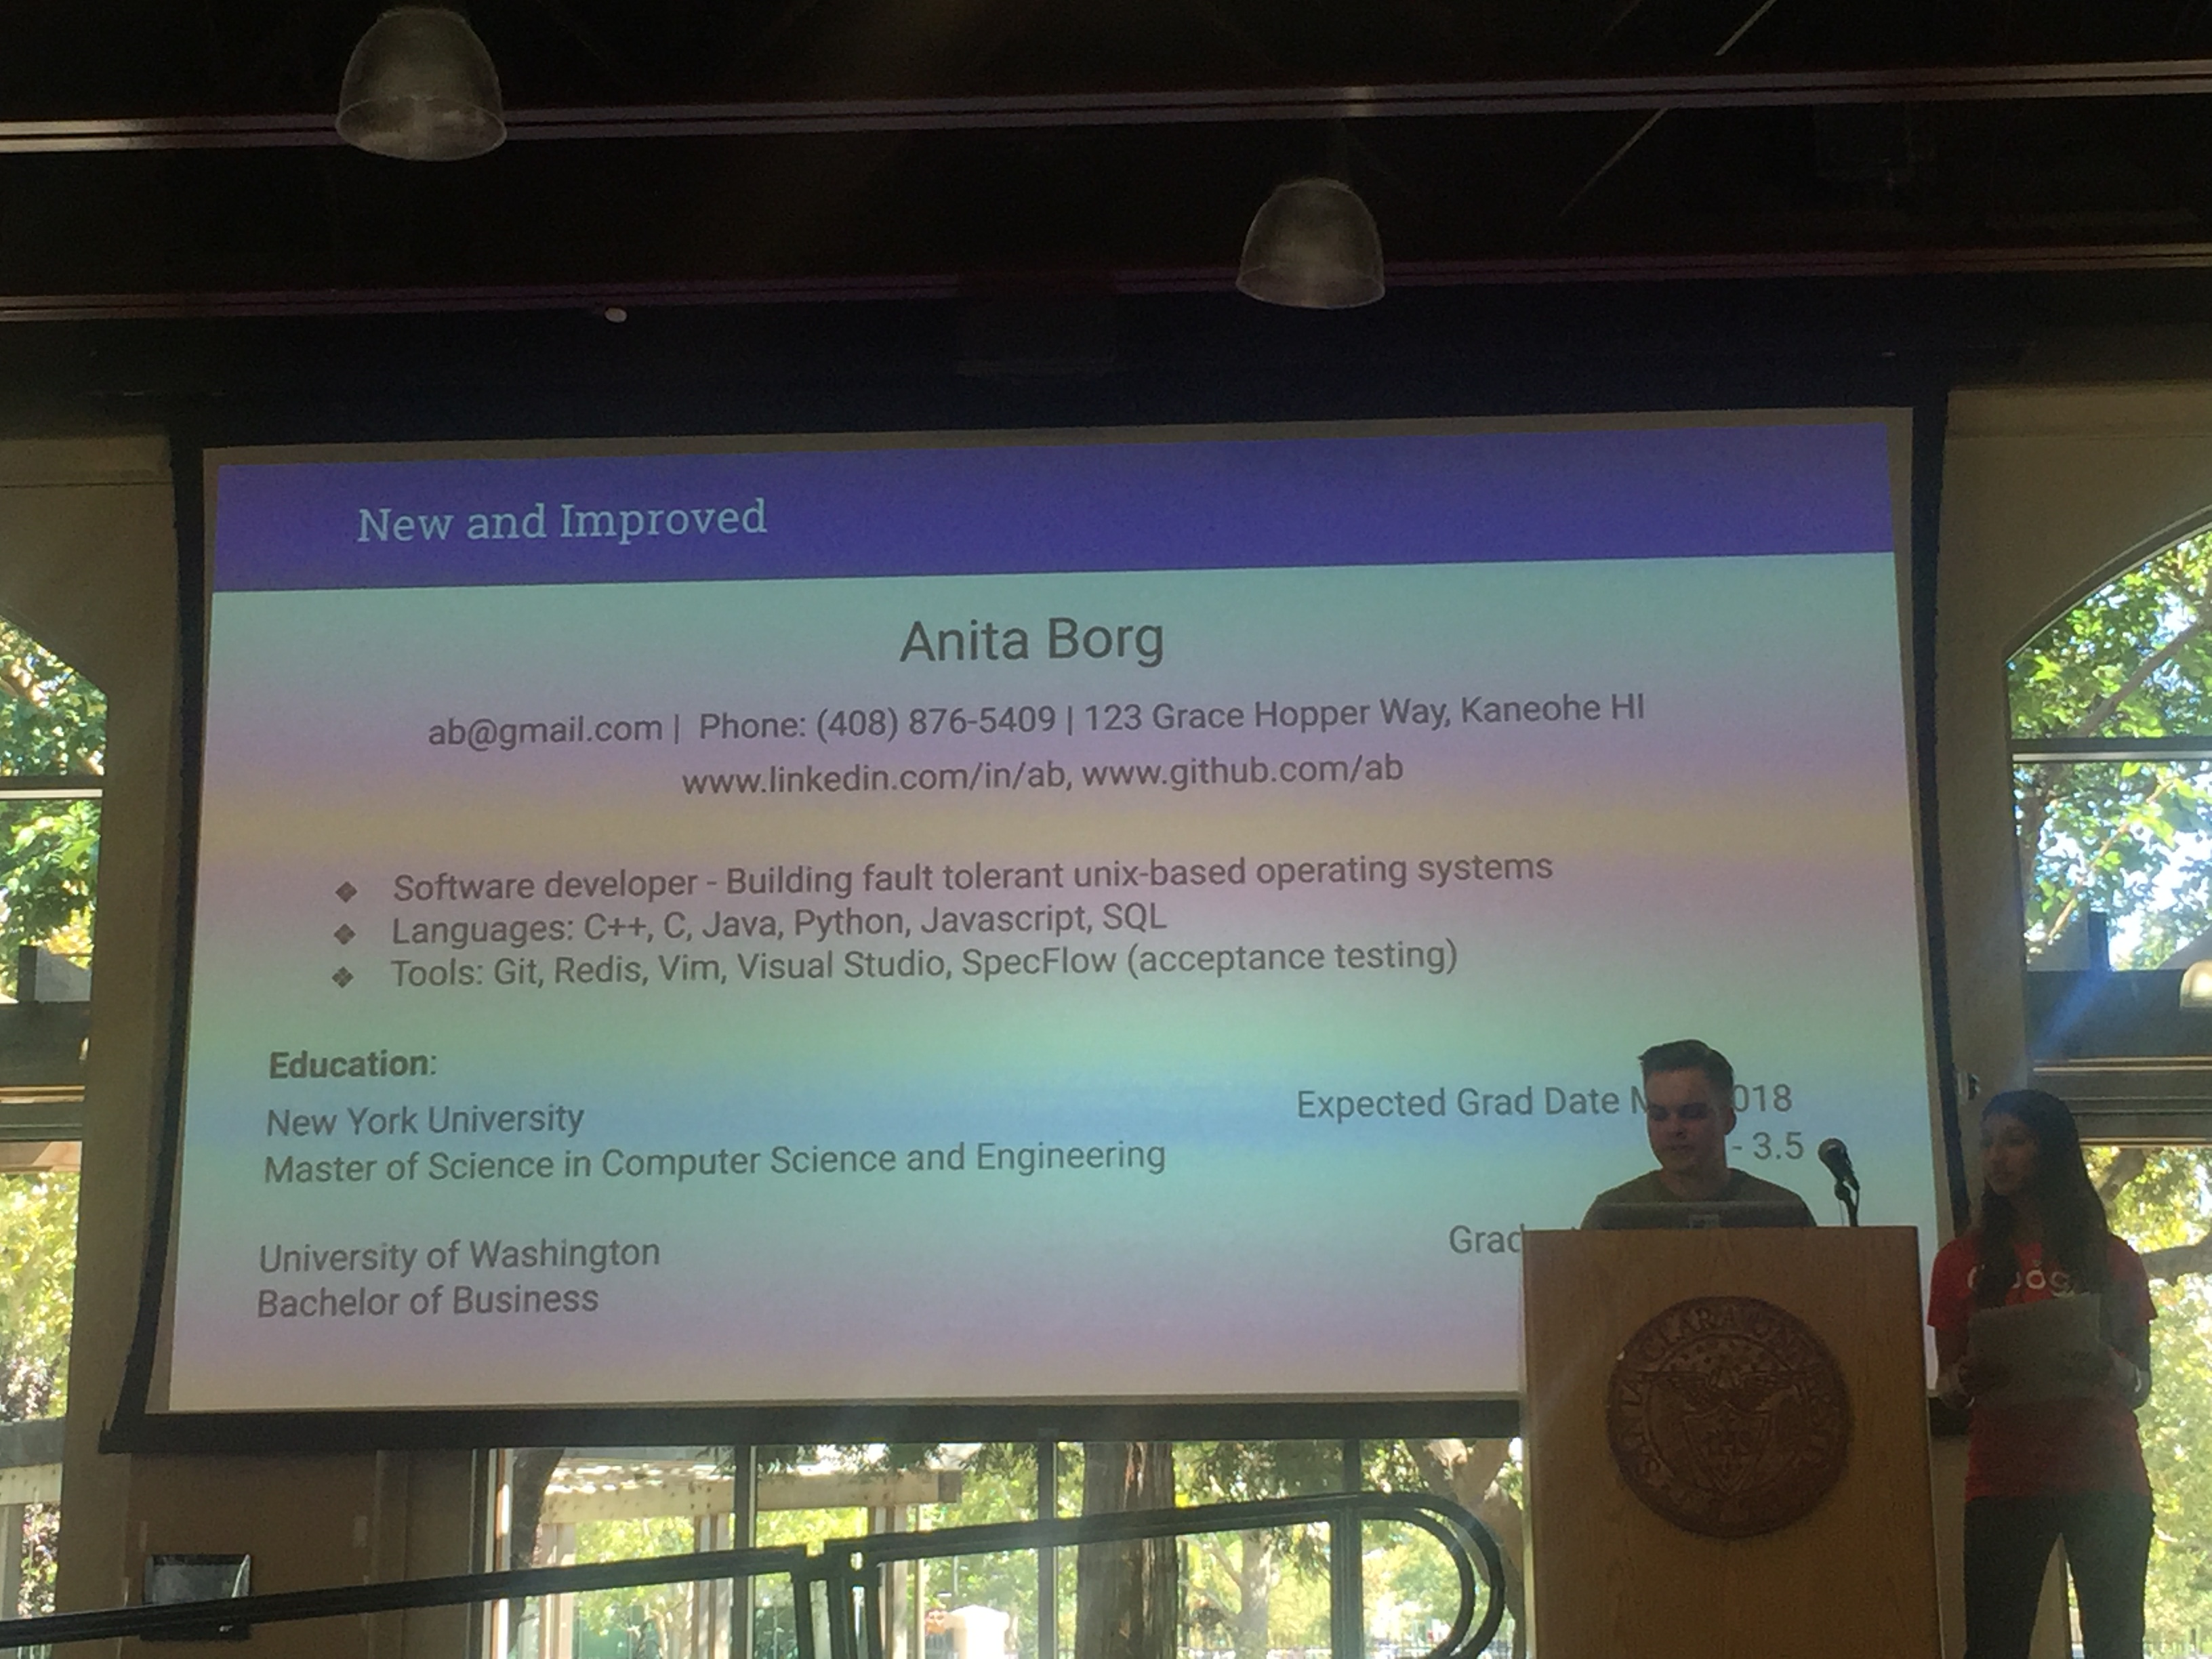 New and Improved
Anita Borg
ab@gmail.com | Phone: (408) 876-5409 | 123 Grace Hopper Way, Kaneohe HI
www.linkedin.com/in/ab, www.github.com/ab
❖ Software developer - Building fault tolerant unix-based operating systems
❖ Languages: C++, C, Java, Python, Javascript, SQL
❖ Tools: Git, Redis, Vim, Visual Studio, SpecFlow (acceptance testing)
Education:
New York University Expected Grad Date
Master of Science in Computer Science and Engineering - 3.5
University of Washington Grad
Bachelor of Business
SANTA CLARA